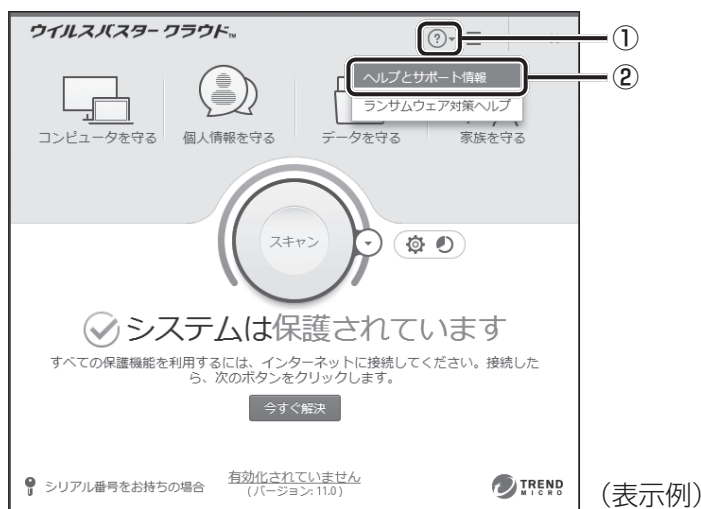 ウイルスバスター クラウド™
?
①
ヘルプとサポート情報
②
ランサムウェア対策ヘルプ
コンピュータを守る
個人情報を守る
データを守る
家族を守る
スキャン
システムは保護されています
すべての保護機能を利用するには、インターネットに接続してください。接続した
ら、次のボタンをクリックします。
今すぐ解決
シリアル番号をお持ちの場合
有効化されていません
(バージョン: 11.0)
TREND
MICRO
(表示例)